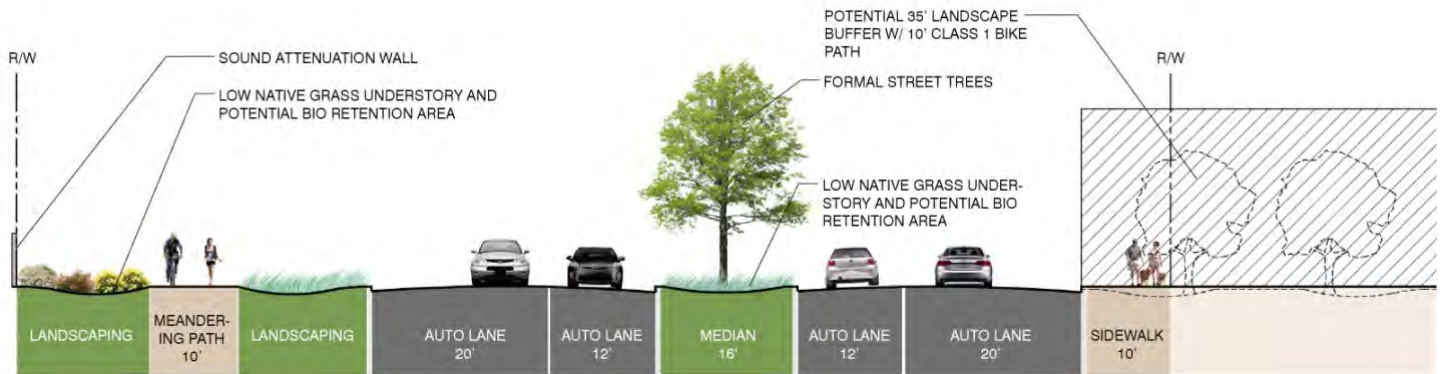 R/W
SOUND ATTENUATION WALL
LOW NATIVE GRASS UNDERSTORY AND
POTENTIAL BIO RETENTION AREA
POTENTIAL 35' LANDSCAPE
BUFFER W/ 10' CLASS 1 BIKE
PATH
R/W
FORMAL STREET TREES
LOW NATIVE GRASS UNDER-
STORY AND POTENTIAL BIO
RETENTION AREA
LANDSCAPING
MEANDER-
ING PATH
10'
LANDSCAPING
AUTO LANE
20'
AUTO LANE
12'
MEDIAN
16'
AUTO LANE
12'
AUTO LANE
20'
SIDEWALK
10'